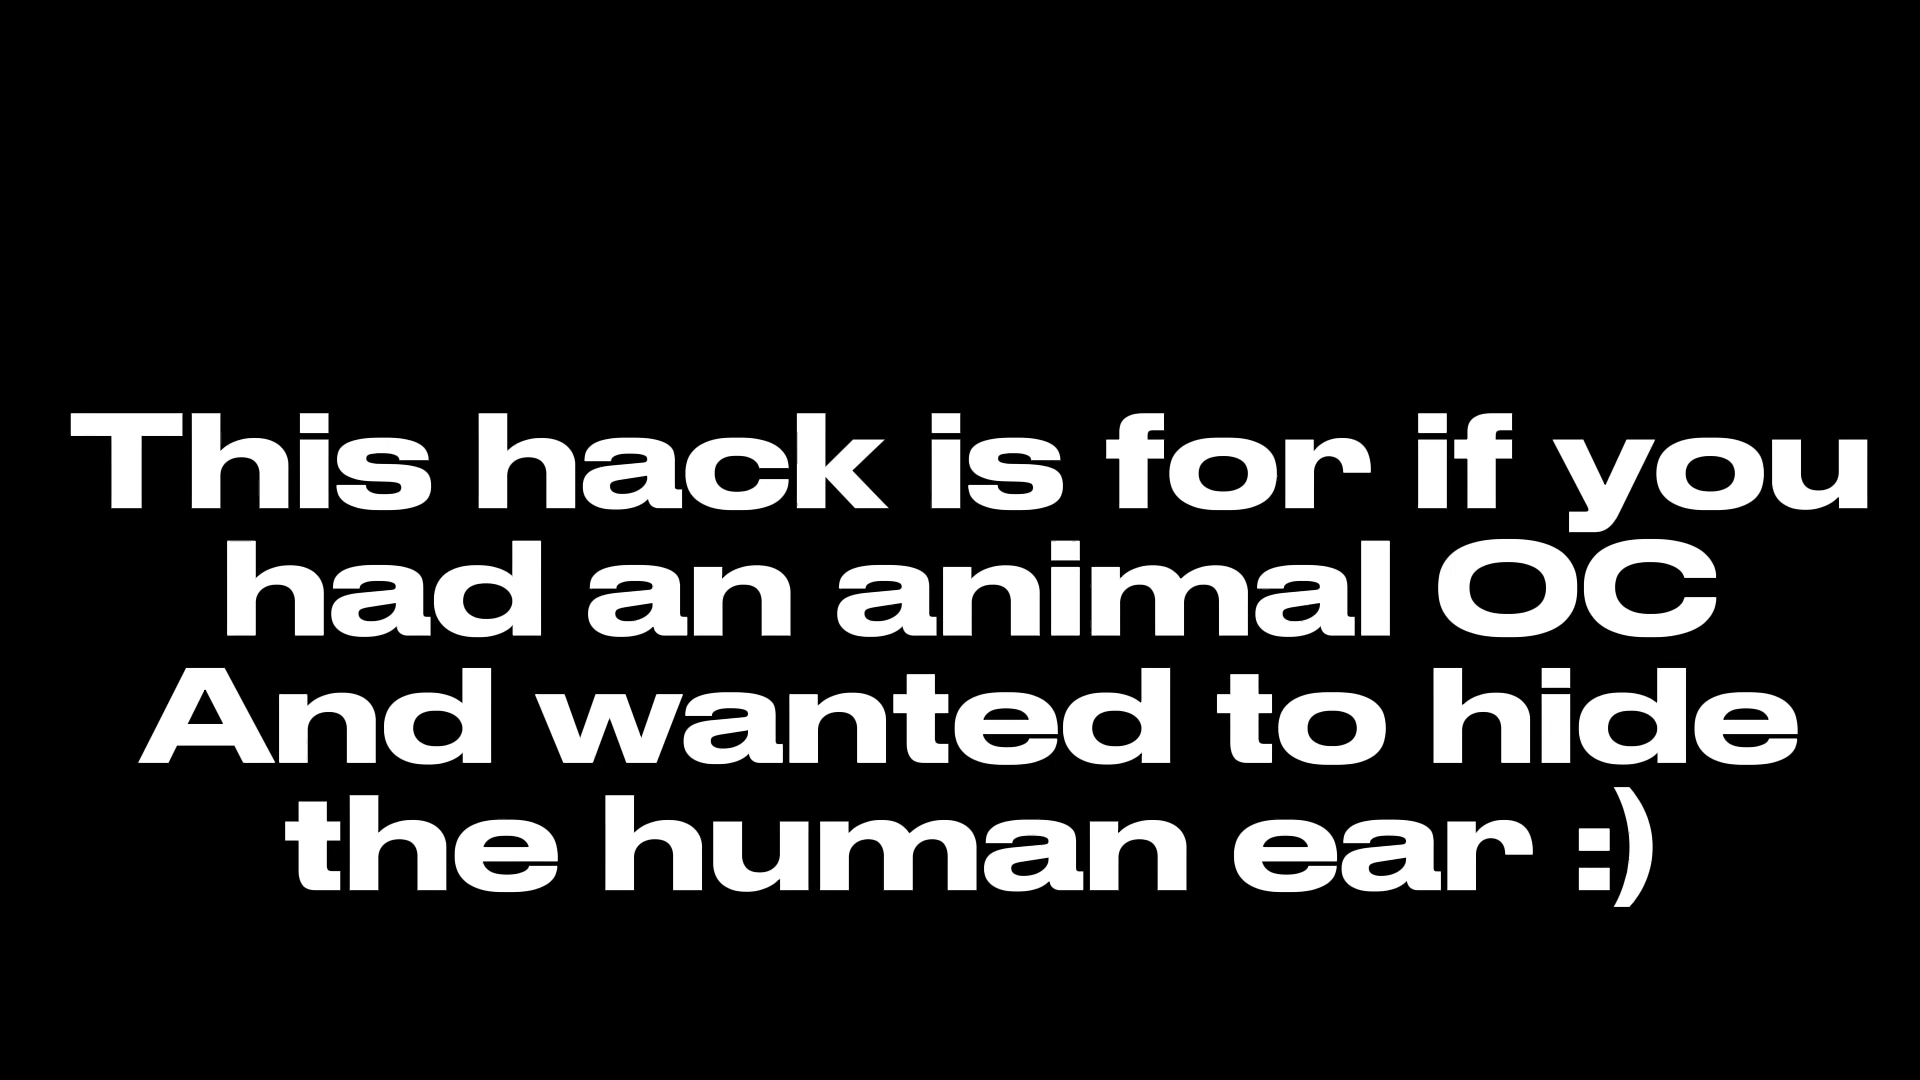 This hack is for if you
had an animal OC
And wanted to hide
the human ear :)